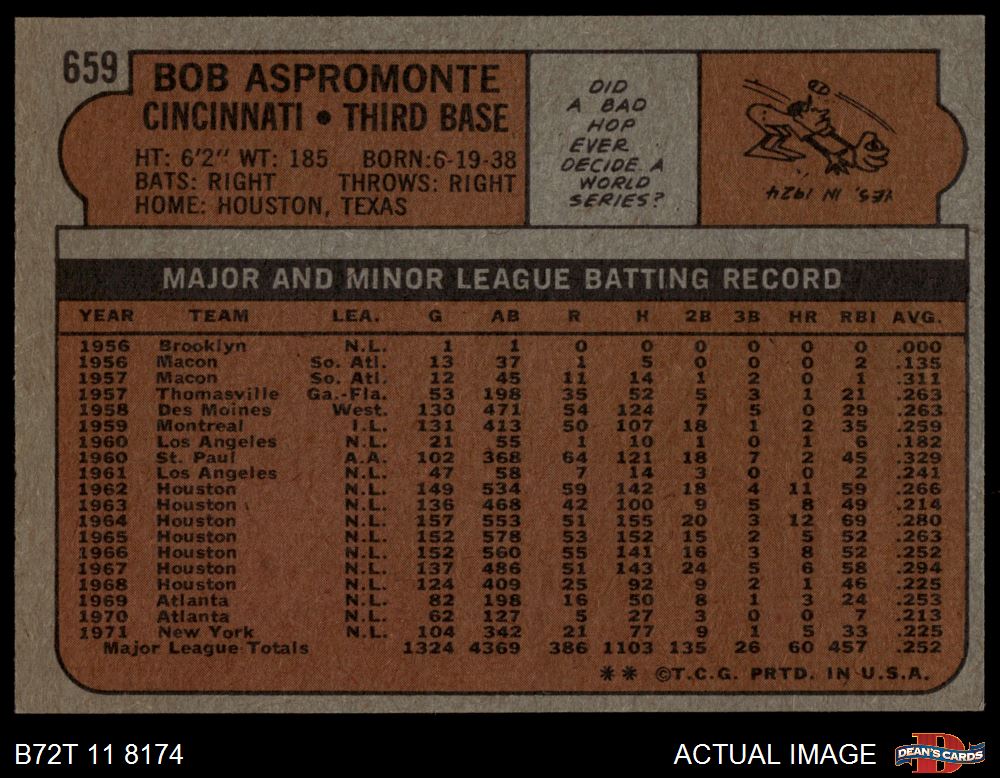 659
BOB ASPROMONTE
CINCINNATI • THIRD BASE
HT: 6'2" WT: 185 BORN:6-19-38
BATS: RIGHT THROWS: RIGHT
HOME: HOUSTON, TEXAS
DID
A BAD
HOP
EVER
DECIDE A
WORLD
SERIES?
YES, IN 1924
MAJOR AND MINOR LEAGUE BATTING RECORD
YEAR TEAM LEA. G AB R H 2B 3B HR RBI AVG.
1956 Brooklyn N.L. 1 1 0 0 0 0 0 0 .000
1956 Macon So. Atl. 13 37 1 5 0 0 0 2 .135
1957 Macon So. Atl. 12 45 11 14 1 2 0 1 .311
1957 Thomasville Ga.-Fla. 53 198 35 52 5 3 1 21 .263
1958 Des Moines West. 130 471 54 124 7 5 0 29 .263
1959 Montreal I.L. 131 413 50 107 18 1 2 35 .259
1960 Los Angeles N.L. 21 55 1 10 1 0 1 6 .182
1960 St. Paul A.A. 102 368 64 121 18 7 2 45 .329
1961 Los Angeles N.L. 47 58 7 14 3 0 0 2 .241
1962 Houston N.L. 149 534 59 142 18 4 11 59 .266
1963 Houston N.L. 136 468 42 100 9 5 8 49 .214
1964 Houston N.L. 157 553 51 155 20 3 12 69 .280
1965 Houston N.L. 152 578 53 152 15 2 5 52 .263
1966 Houston N.L. 152 560 55 141 16 3 8 52 .252
1967 Houston N.L. 137 486 51 143 24 5 6 58 .294
1968 Houston N.L. 124 409 25 92 9 2 1 46 .225
1969 Atlanta N.L. 82 198 16 50 8 1 3 24 .253
1970 Atlanta N.L. 62 127 5 27 3 0 0 7 .213
1971 New York N.L. 104 342 21 77 9 1 5 33 .225
Major League Totals 1324 4369 386 1103 135 26 60 457 .252
** ©T.C.G. PRTD. IN U.S.A.
B72T 11 8174
ACTUAL IMAGE
DEAN'S CARDS